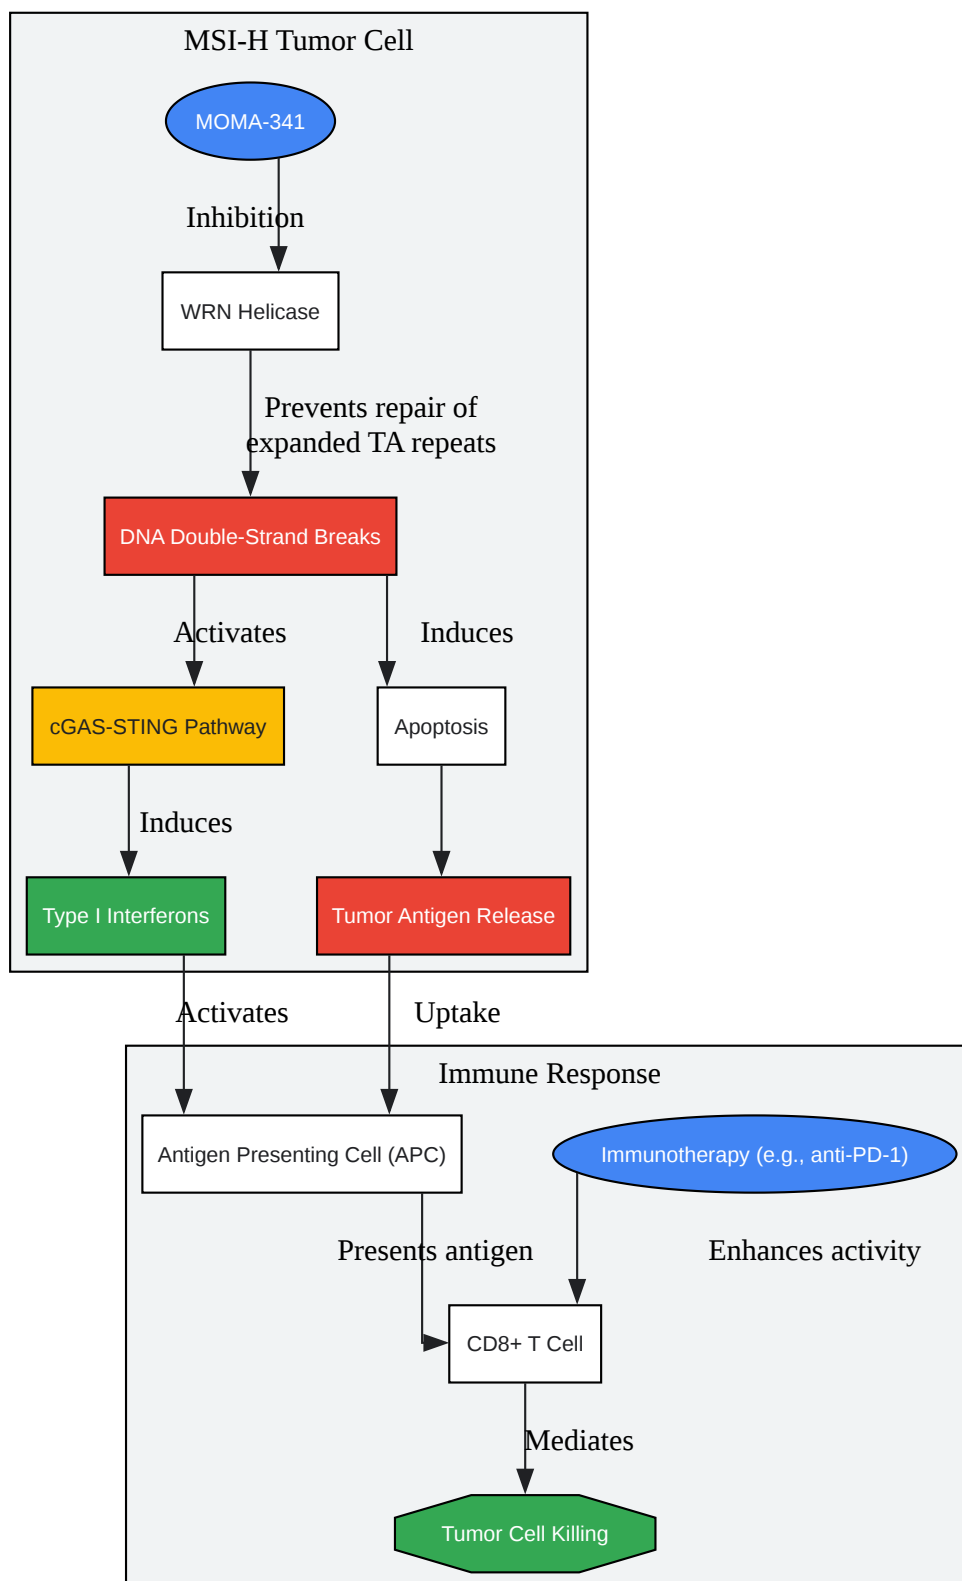 MSI-H Tumor Cell
MOMA-341
Inhibition
WRN Helicase
Prevents repair of
expanded TA repeats
DNA Double-Strand Breaks
Activates
Induces
cGAS-STING Pathway
Apoptosis
Induces
Type I Interferons
Tumor Antigen Release
Activates
Uptake
Immune Response
Antigen Presenting Cell (APC)
Immunotherapy (e.g., anti-PD-1)
Presents antigen
Enhances activity
CD8+ T Cell
Mediates
Tumor Cell Killing